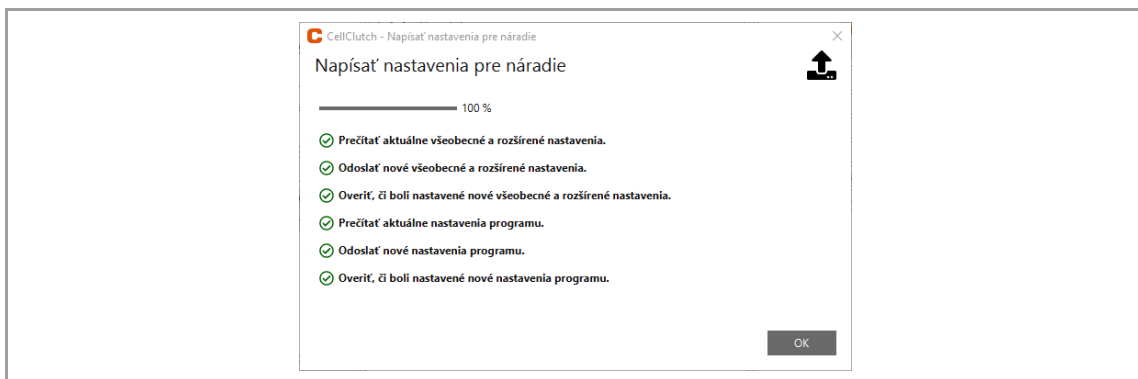 CellClutch - Napísať nastavenia pre náradie
Napísať nastavenia pre náradie
100 %
Prečítať aktuálne všeobecné a rozšírené nastavenia.
Odoslať nové všeobecné a rozšírené nastavenia.
Overiť, či boli nastavené nové všeobecné a rozšírené nastavenia.
Prečítať aktuálne nastavenia programu.
Odoslať nové nastavenia programu.
Overiť, či boli nastavené nové nastavenia programu.
OK